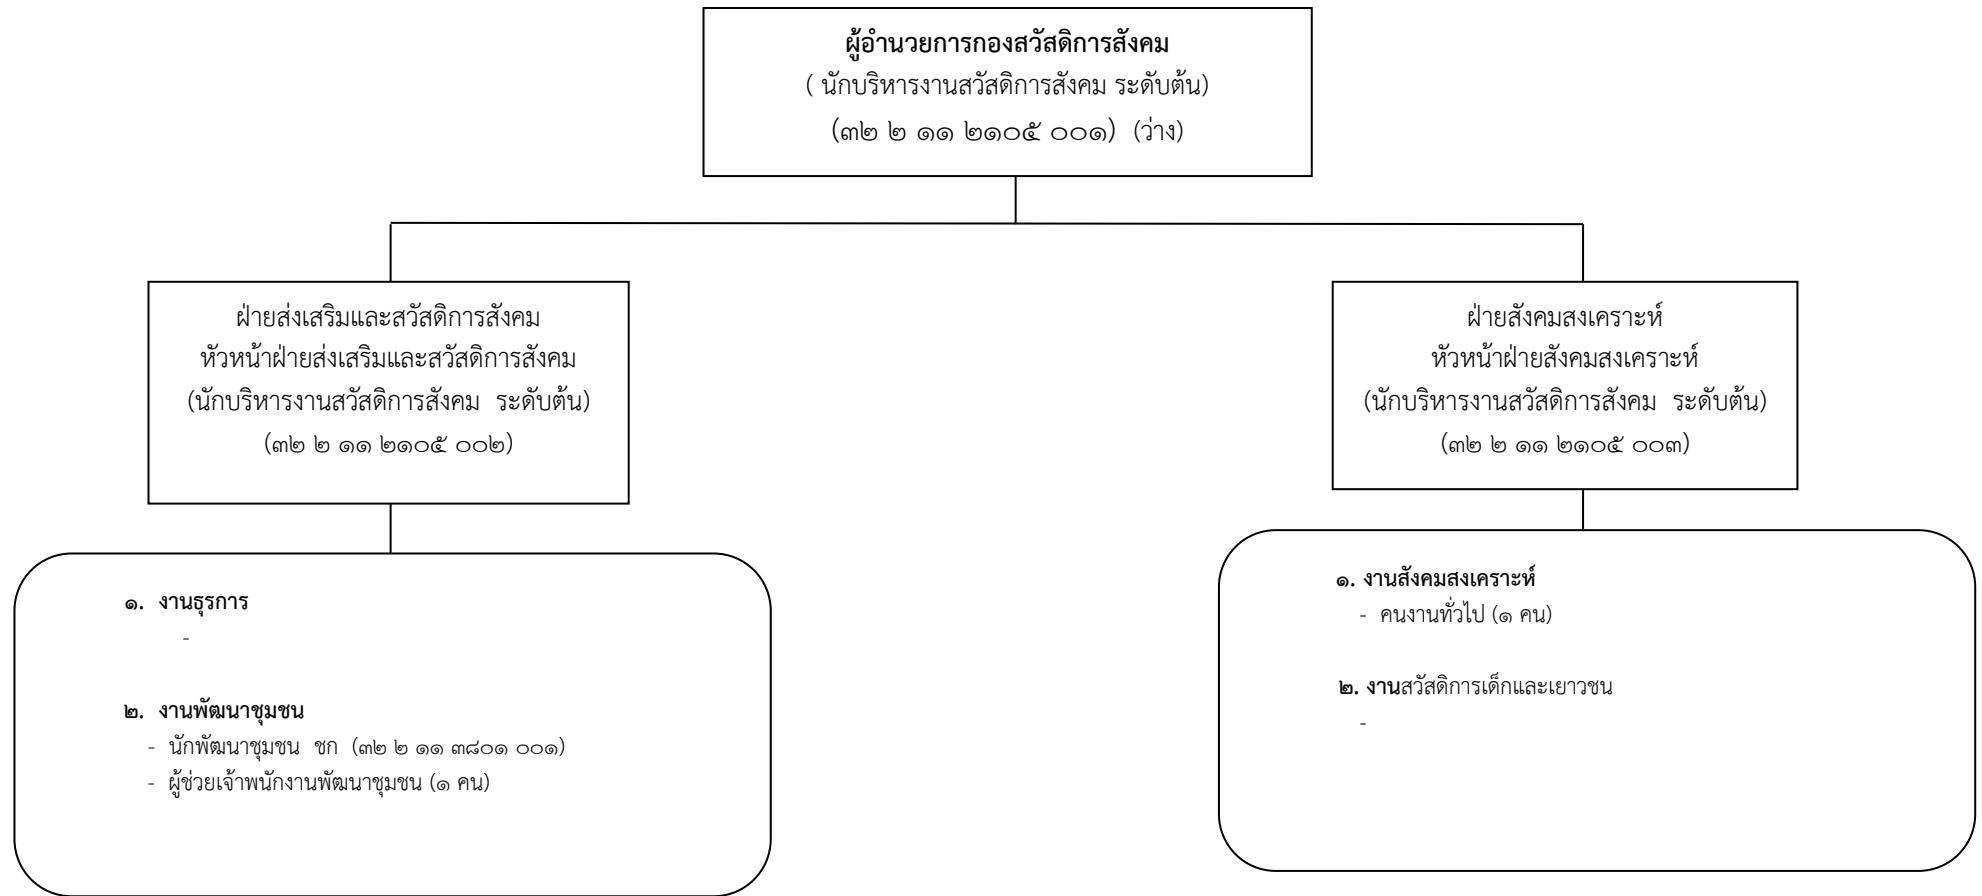 ผู้อำนวยการกองสวัสดิการสังคม
( นักบริหารงานสวัสดิการสังคม ระดับต้น)
(๓๒ ๒ ๑๑ ๒๑๐๕ ๐๐๑) (ว่าง)
ฝ่ายส่งเสริมและสวัสดิการสังคม
หัวหน้าฝ่ายส่งเสริมและสวัสดิการสังคม
(นักบริหารงานสวัสดิการสังคม ระดับต้น)
(๓๒ ๒ ๑๑ ๒๑๐๕ ๐๐๒)
ฝ่ายสังคมสงเคราะห์
หัวหน้าฝ่ายสังคมสงเคราะห์
(นักบริหารงานสวัสดิการสังคม ระดับต้น)
(๓๒ ๒ ๑๑ ๒๑๐๕ ๐๐๓)
๑. งานธุรการ
-
๒. งานพัฒนาชุมชน
- นักพัฒนาชุมชน ชก (๓๒ ๒ ๑๑ ๓๘๐๑ ๐๐๑)
- ผู้ช่วยเจ้าพนักงานพัฒนาชุมชน (๑ คน)
๑. งานสังคมสงเคราะห์
- คนงานทั่วไป (๑ คน)
๒. งานสวัสดิการเด็กและเยาวชน
-